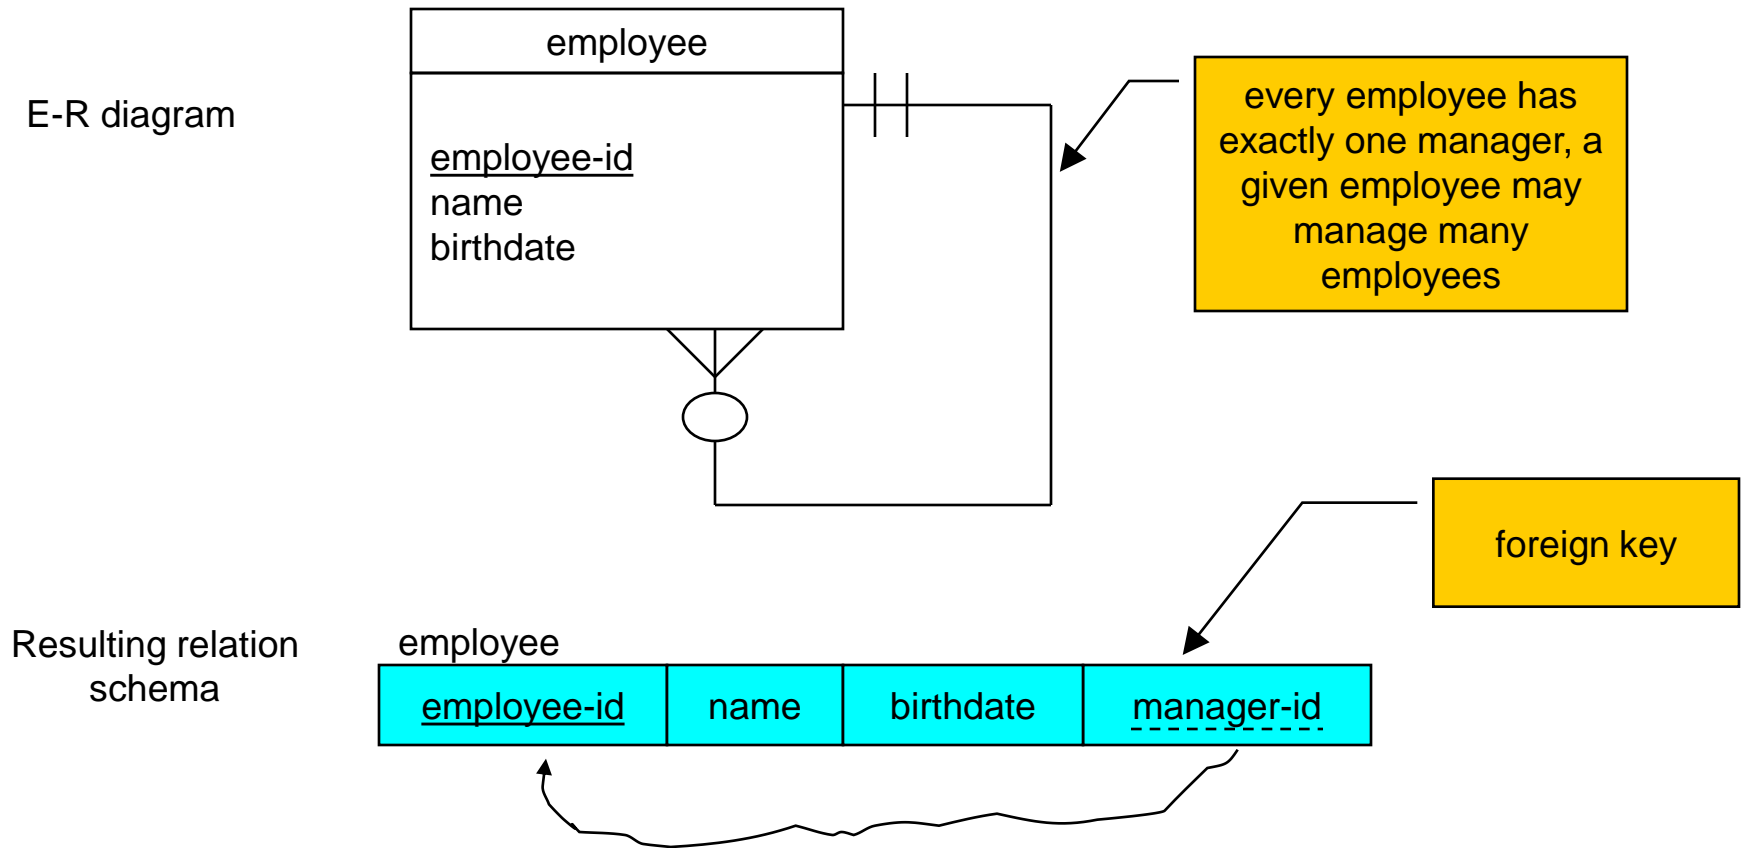 employee
E-R diagram
employee-id
name
birthdate
every employee has
exactly one manager, a
given employee may
manage many
employees
foreign key
Resulting relation
schema
employee
employee-id name birthdate manager-id